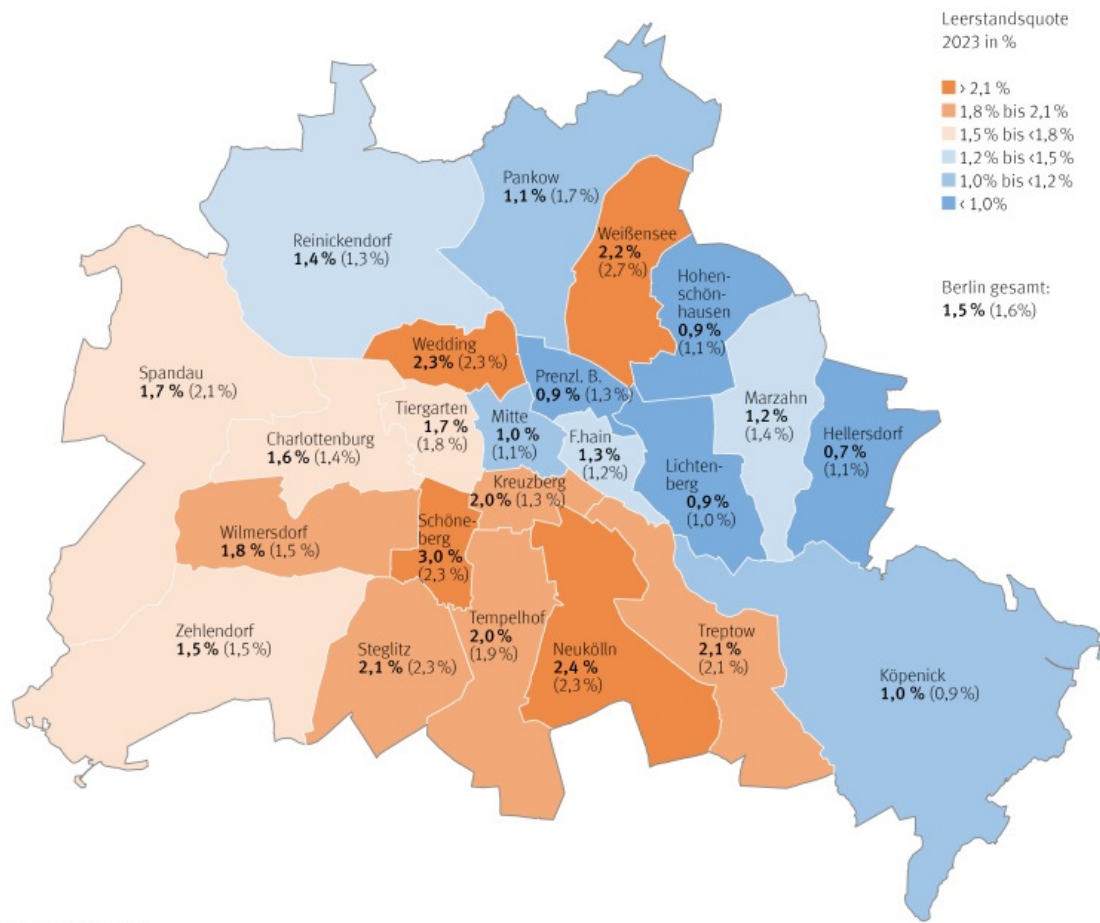 Leerstandsquote
2023 in %
› 2,1 %
1,8 % bis 2,1 %
1,5 % bis ‹1,8 %
1,2 % bis ‹1,5 %
1,0% bis ‹1,2 %
‹ 1,0%
Berlin gesamt:
1,5 % (1,6%)
Pankow
1,1 % (1,7 %)
Reinickendorf
1,4 % (1,3 %)
Weißensee
2,2 %
(2,7 %)
Hohen-
schön-
hausen
0,9 %
(1,1 %)
Wedding
2,3% (2,3 %)
Spandau
1,7 % (2,1 %)
Prenzl. B.
0,9 % (1,3 %)
Tiergarten
1,7 %
(1,8 %)
Mitte
1,0 %
(1,1%)
F.hain
1,3 %
(1,2%)
Marzahn
1,2 %
(1,4 %)
Hellersdorf
0,7 %
(1,1 %)
Charlottenburg
1,6 % (1,4%)
Lichten-
berg
0,9 %
(1,0 %)
Kreuzberg
2,0% (1,3 %)
Wilmersdorf
1,8 % (1,5 %)
Schöne-
berg
3,0 %
(2,3 %)
Zehlendorf
1,5 % (1,5 %)
Steglitz
2,1 % (2,3 %)
Tempelhof
2,0 %
(1,9 %)
Neukölln
2,4 %
(2,3 %)
Treptow
2,1 %
(2,1 %)
Köpenick
1,0 % (0,9 %)